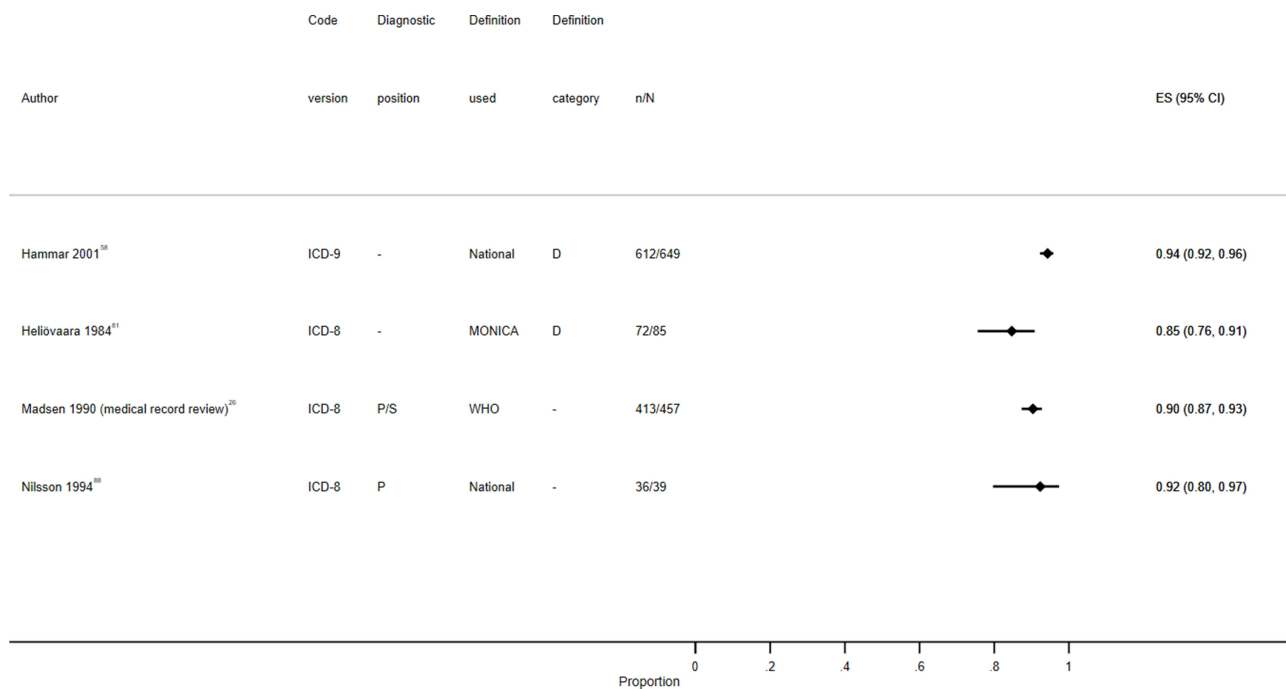 Code Diagnostic Definition Definition
Author version position used category n/N ES (95% CI)
Hammar 2001⁵⁸ ICD-9 - National D 612/649 0.94 (0.92, 0.96)
Heliövaara 1984⁸¹ ICD-8 - MONICA D 72/85 0.85 (0.76, 0.91)
Madsen 1990 (medical record review)²⁶ ICD-8 P/S WHO - 413/457 0.90 (0.87, 0.93)
Nilsson 1994⁸⁸ ICD-8 P National - 36/39 0.92 (0.80, 0.97)
0 .2 .4 .6 .8 1
Proportion